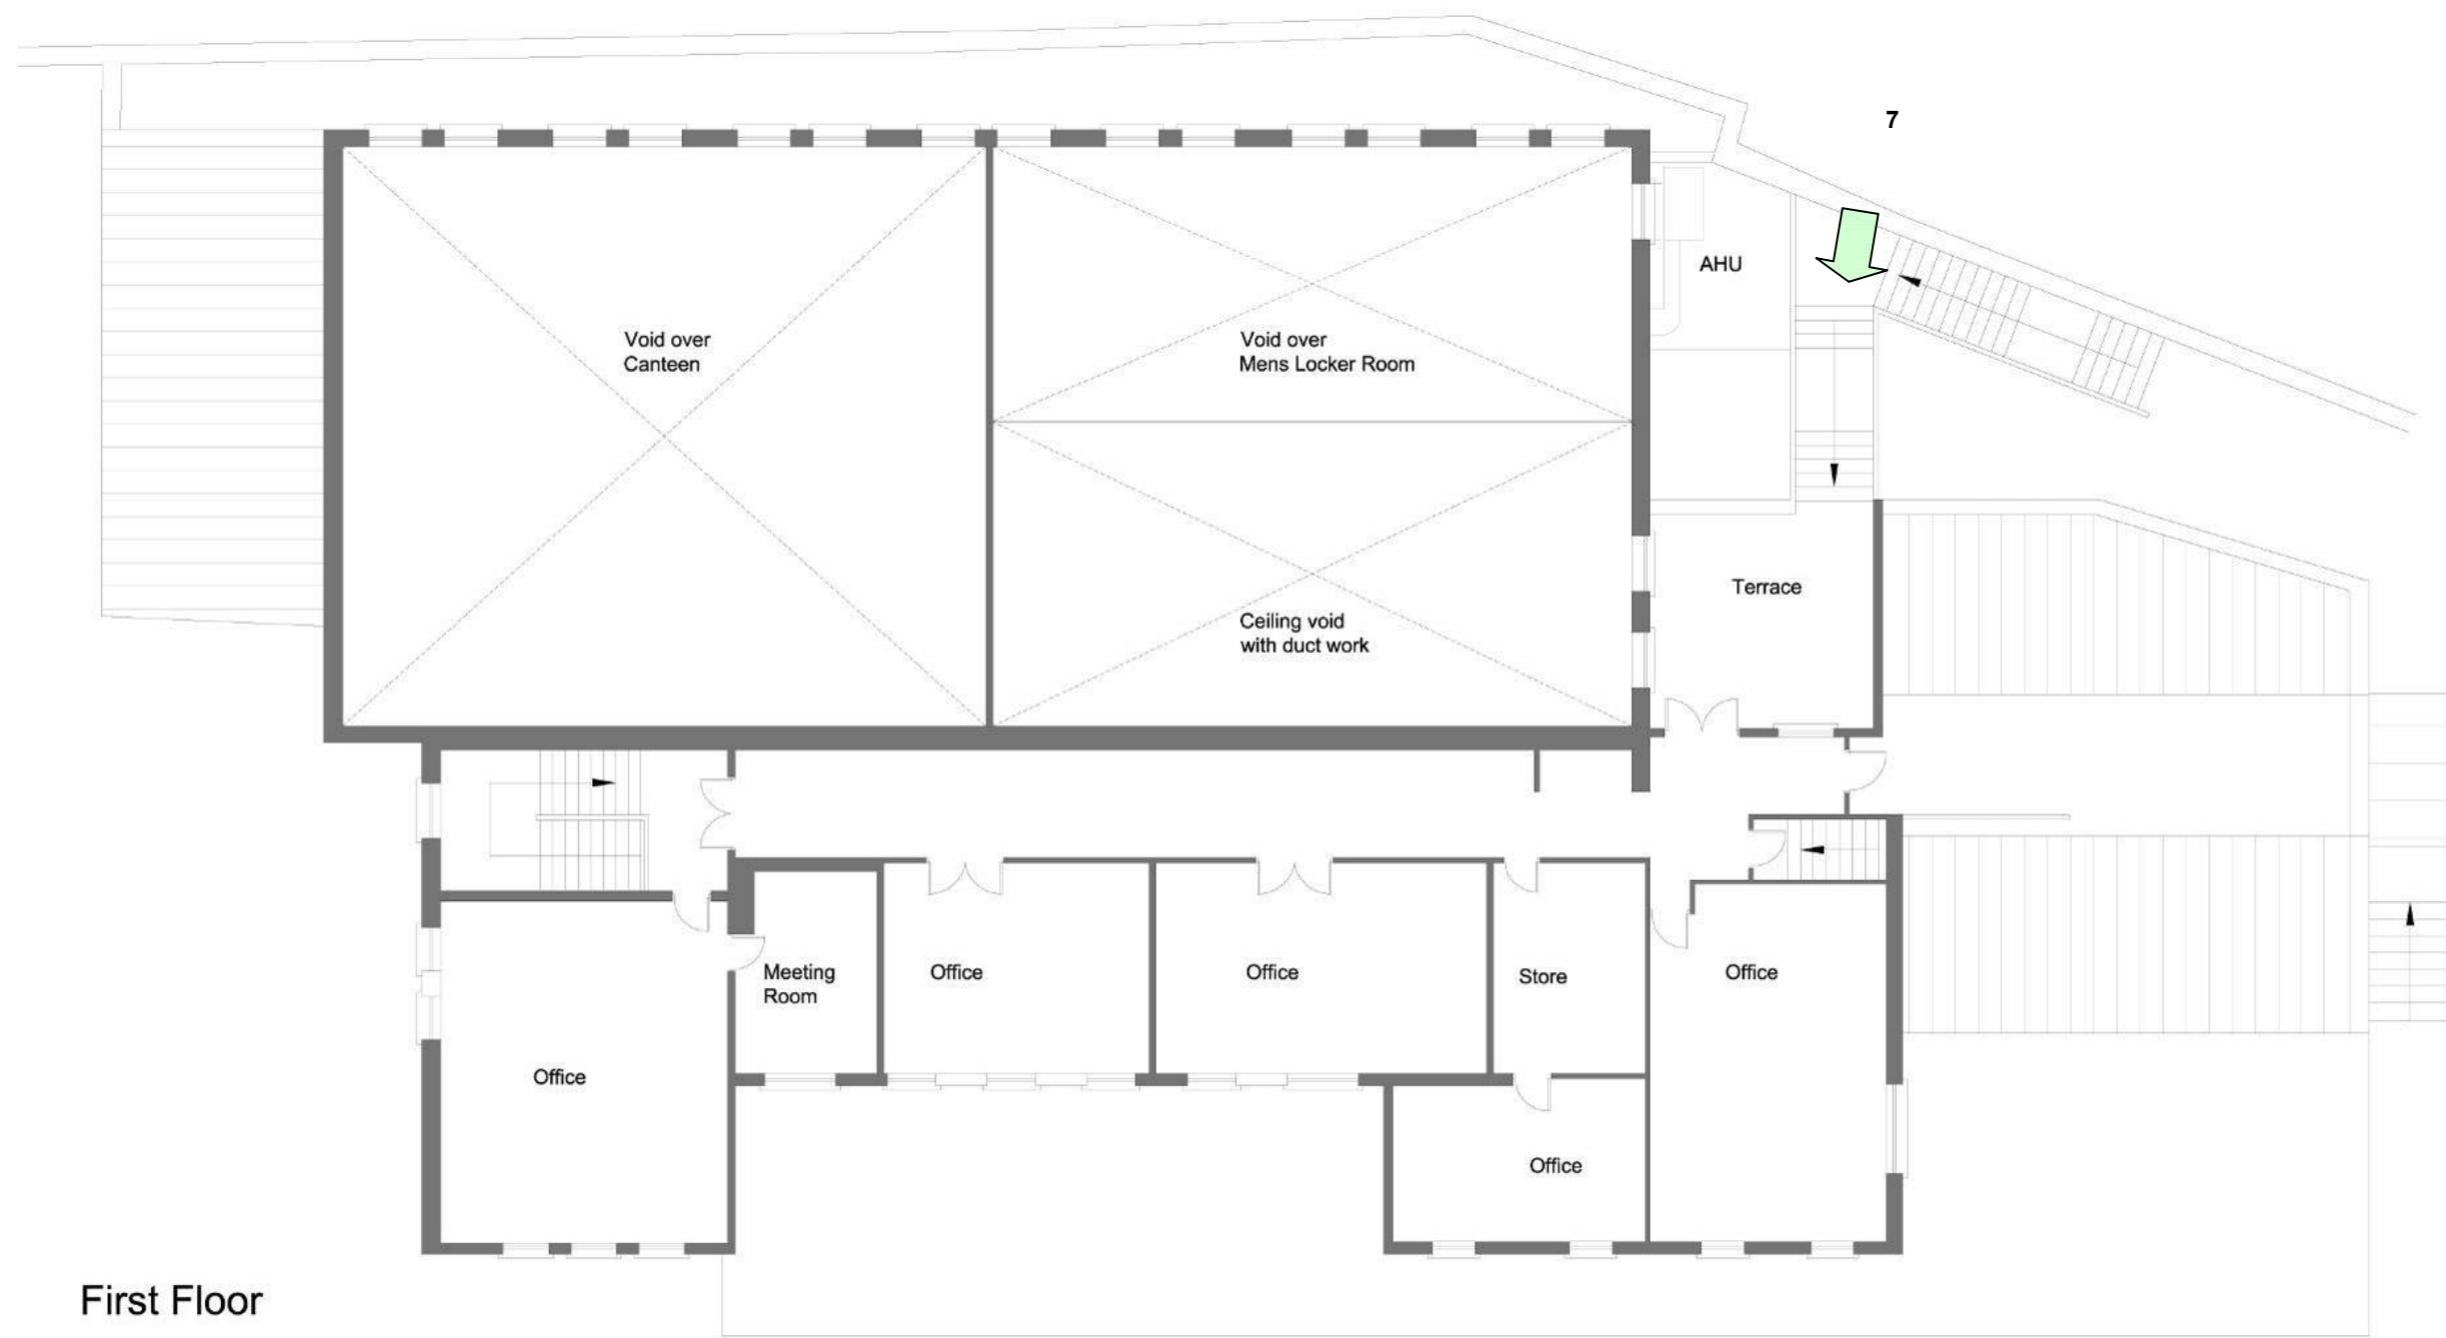 7
AHU
Void over
Canteen
Void over
Mens Locker Room
Terrace
Ceiling void
with duct work
Meeting
Room
Office
Office
Store
Office
Office
Office
First Floor